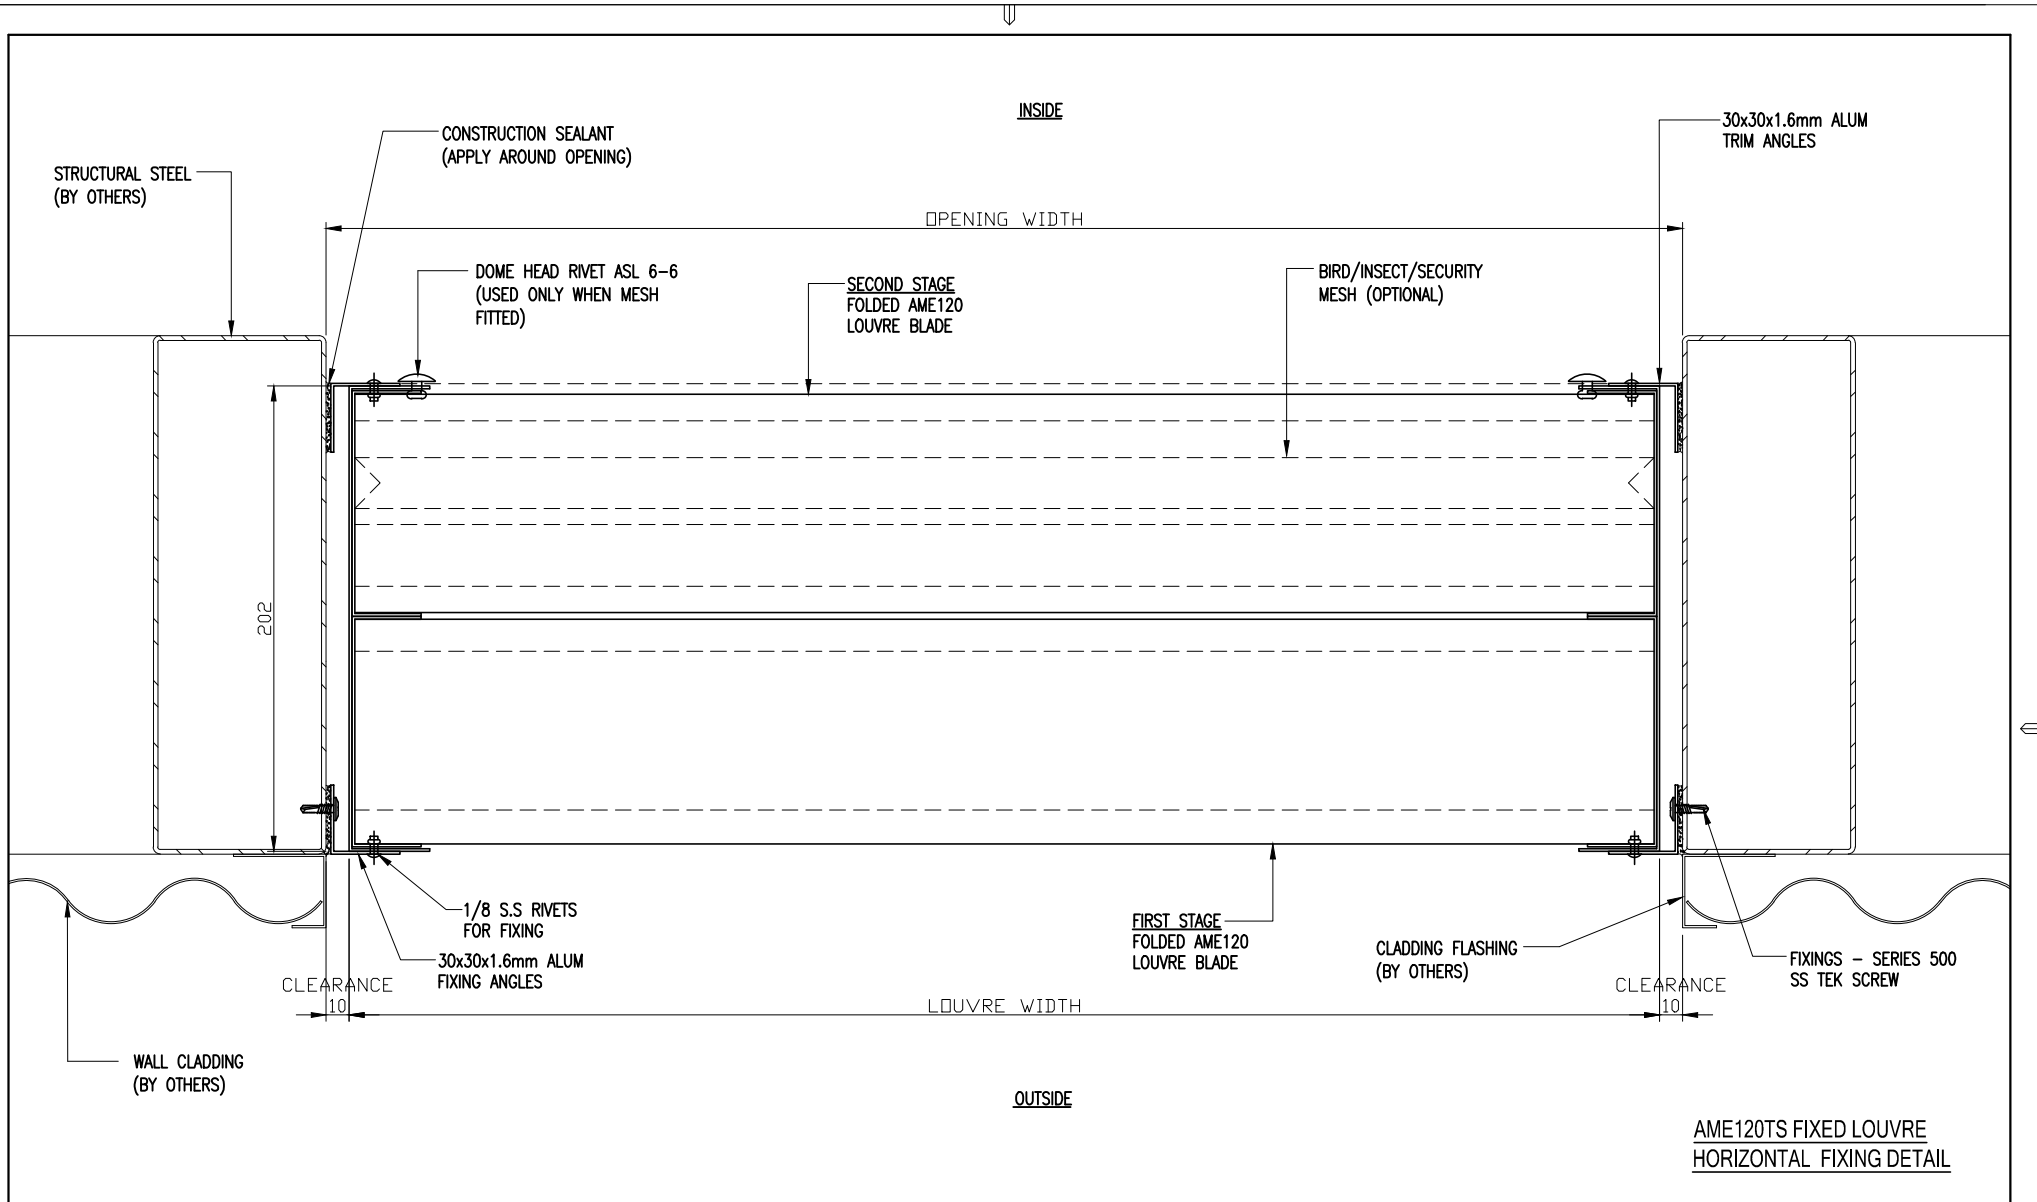 INSIDE
CONSTRUCTION SEALANT
(APPLY AROUND OPENING)
30x30x1.6mm ALUM
TRIM ANGLES
STRUCTURAL STEEL
(BY OTHERS)
OPENING WIDTH
DOME HEAD RIVET ASL 6-6
(USED ONLY WHEN MESH
FITTED)
SECOND STAGE
FOLDED AME120
LOUVRE BLADE
BIRD/INSECT/SECURITY
MESH (OPTIONAL)
202
1/8 S.S RIVETS
FOR FIXING
30x30x1.6mm ALUM
FIXING ANGLES
FIRST STAGE
FOLDED AME120
LOUVRE BLADE
CLADDING FLASHING
(BY OTHERS)
FIXINGS - SERIES 500
SS TEK SCREW
CLEARANCE
10
LOUVRE WIDTH
CLEARANCE
10
WALL CLADDING
(BY OTHERS)
OUTSIDE
AME120TS FIXED LOUVRE
HORIZONTAL FIXING DETAIL